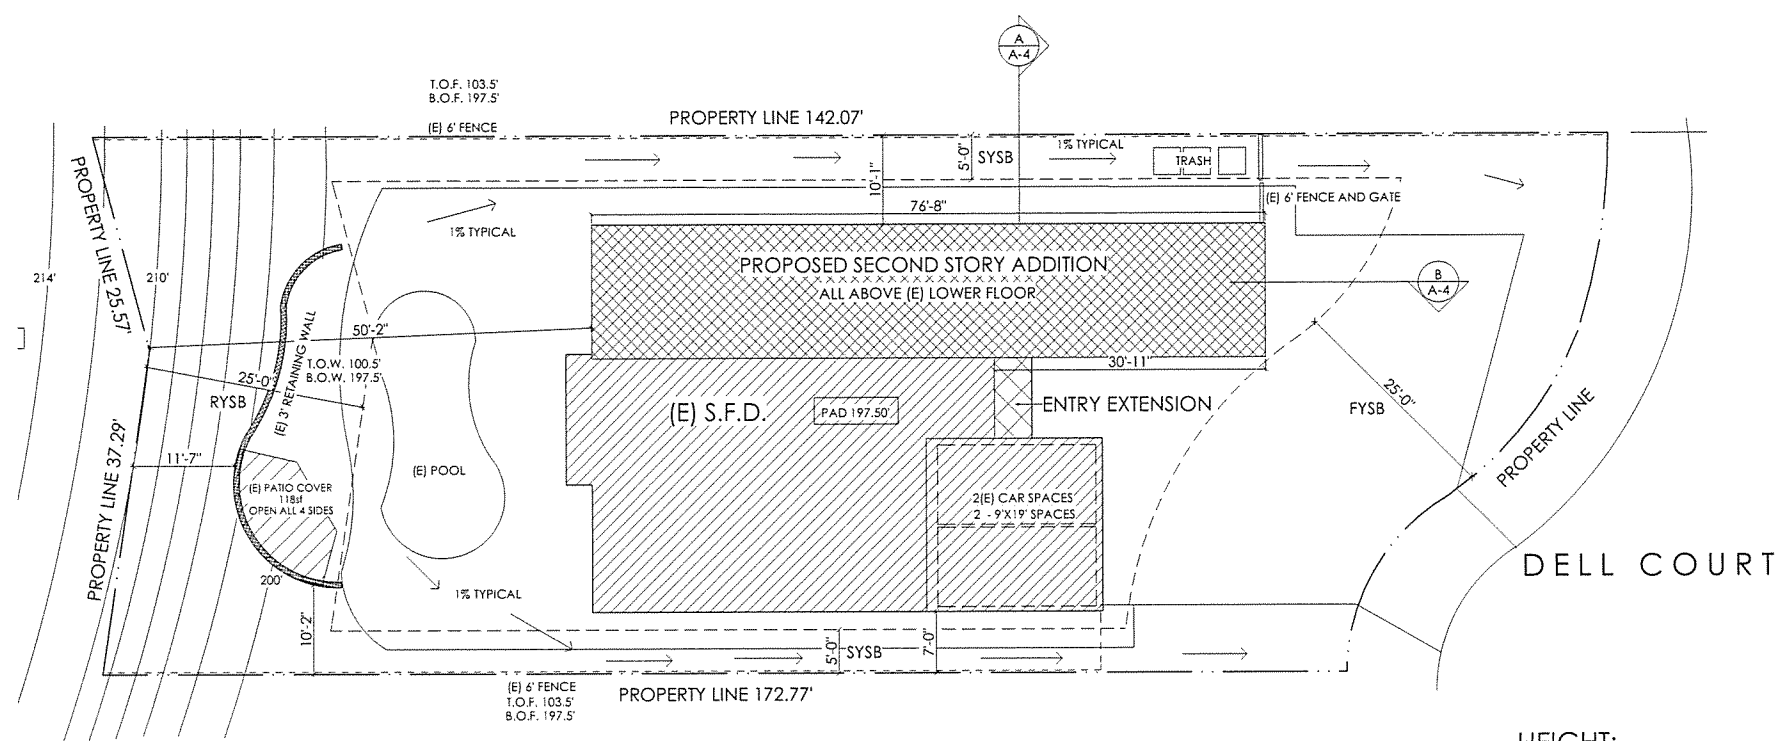 A
A-4
T.O.F. 103.5'
B.O.F. 197.5'
(E) 6' FENCE
PROPERTY LINE 142.07'
5'-0"
SYSB
1% TYPICAL
TRASH
10'-1"
(E) 6' FENCE AND GATE
76'-8"
1% TYPICAL
PROPERTY LINE 25.57'
214'
210'
PROPOSED SECOND STORY ADDITION
ALL ABOVE (E) LOWER FLOOR
B
A-4
50'-2"
(E) 3' RETAINING WALL
T.O.W. 100.5'
B.O.W. 197.5'
25'-0"
RYSB
30'-11"
(E) S.F.D.
PAD 197.50'
ENTRY EXTENSION
25'-0"
FYSB
PROPERTY LINE
PROPERTY LINE 37.29'
11'-7"
(E) POOL
(E) PATIO COVER
118sf
OPEN ALL 4 SIDES
2(E) CAR SPACES
2 - 9'X19' SPACES
DELL COURT
200'
1% TYPICAL
10'-2"
5'-0"
SYSB
7'-0"
(E) 6' FENCE
T.O.F. 103.5'
B.O.F. 197.5'
PROPERTY LINE 172.77'
HEIGHT: